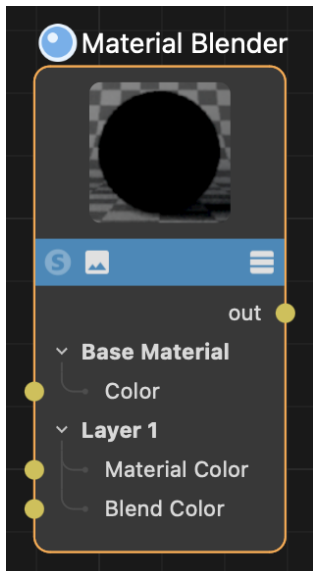 Material Blender
S
out
Base Material
Color
Layer 1
Material Color
Blend Color